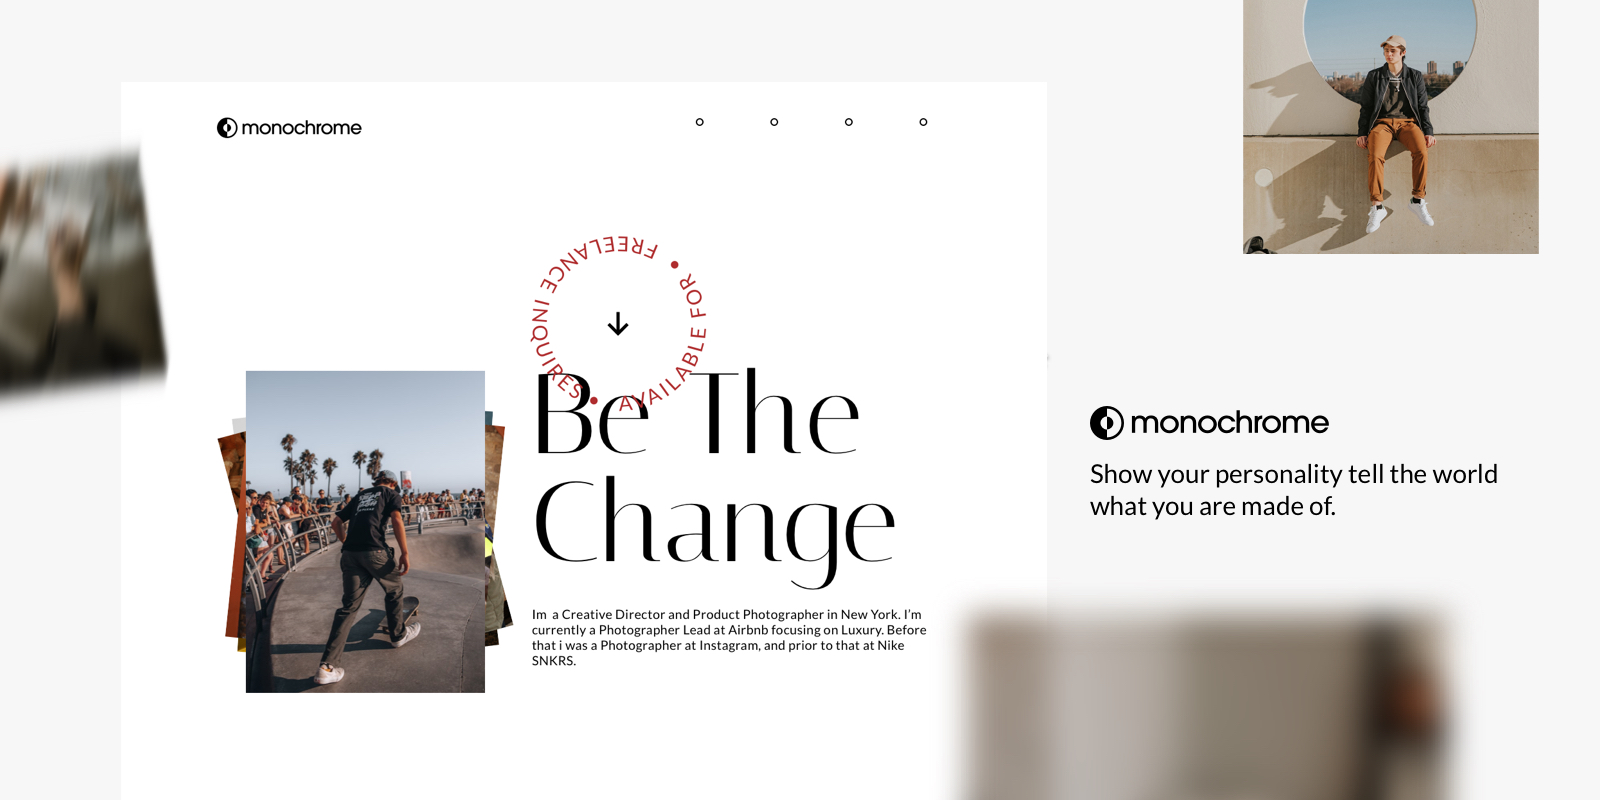 monochrome
AVAILABLE FOR • FREELANCE INQUIRES •
Be The
Change
Im a Creative Director and Product Photographer in New York. I'm
currently a Photographer Lead at Airbnb focusing on Luxury. Before
that i was a Photographer at Instagram, and prior to that at Nike
SNKRS.
monochrome
Show your personality tell the world
what you are made of.